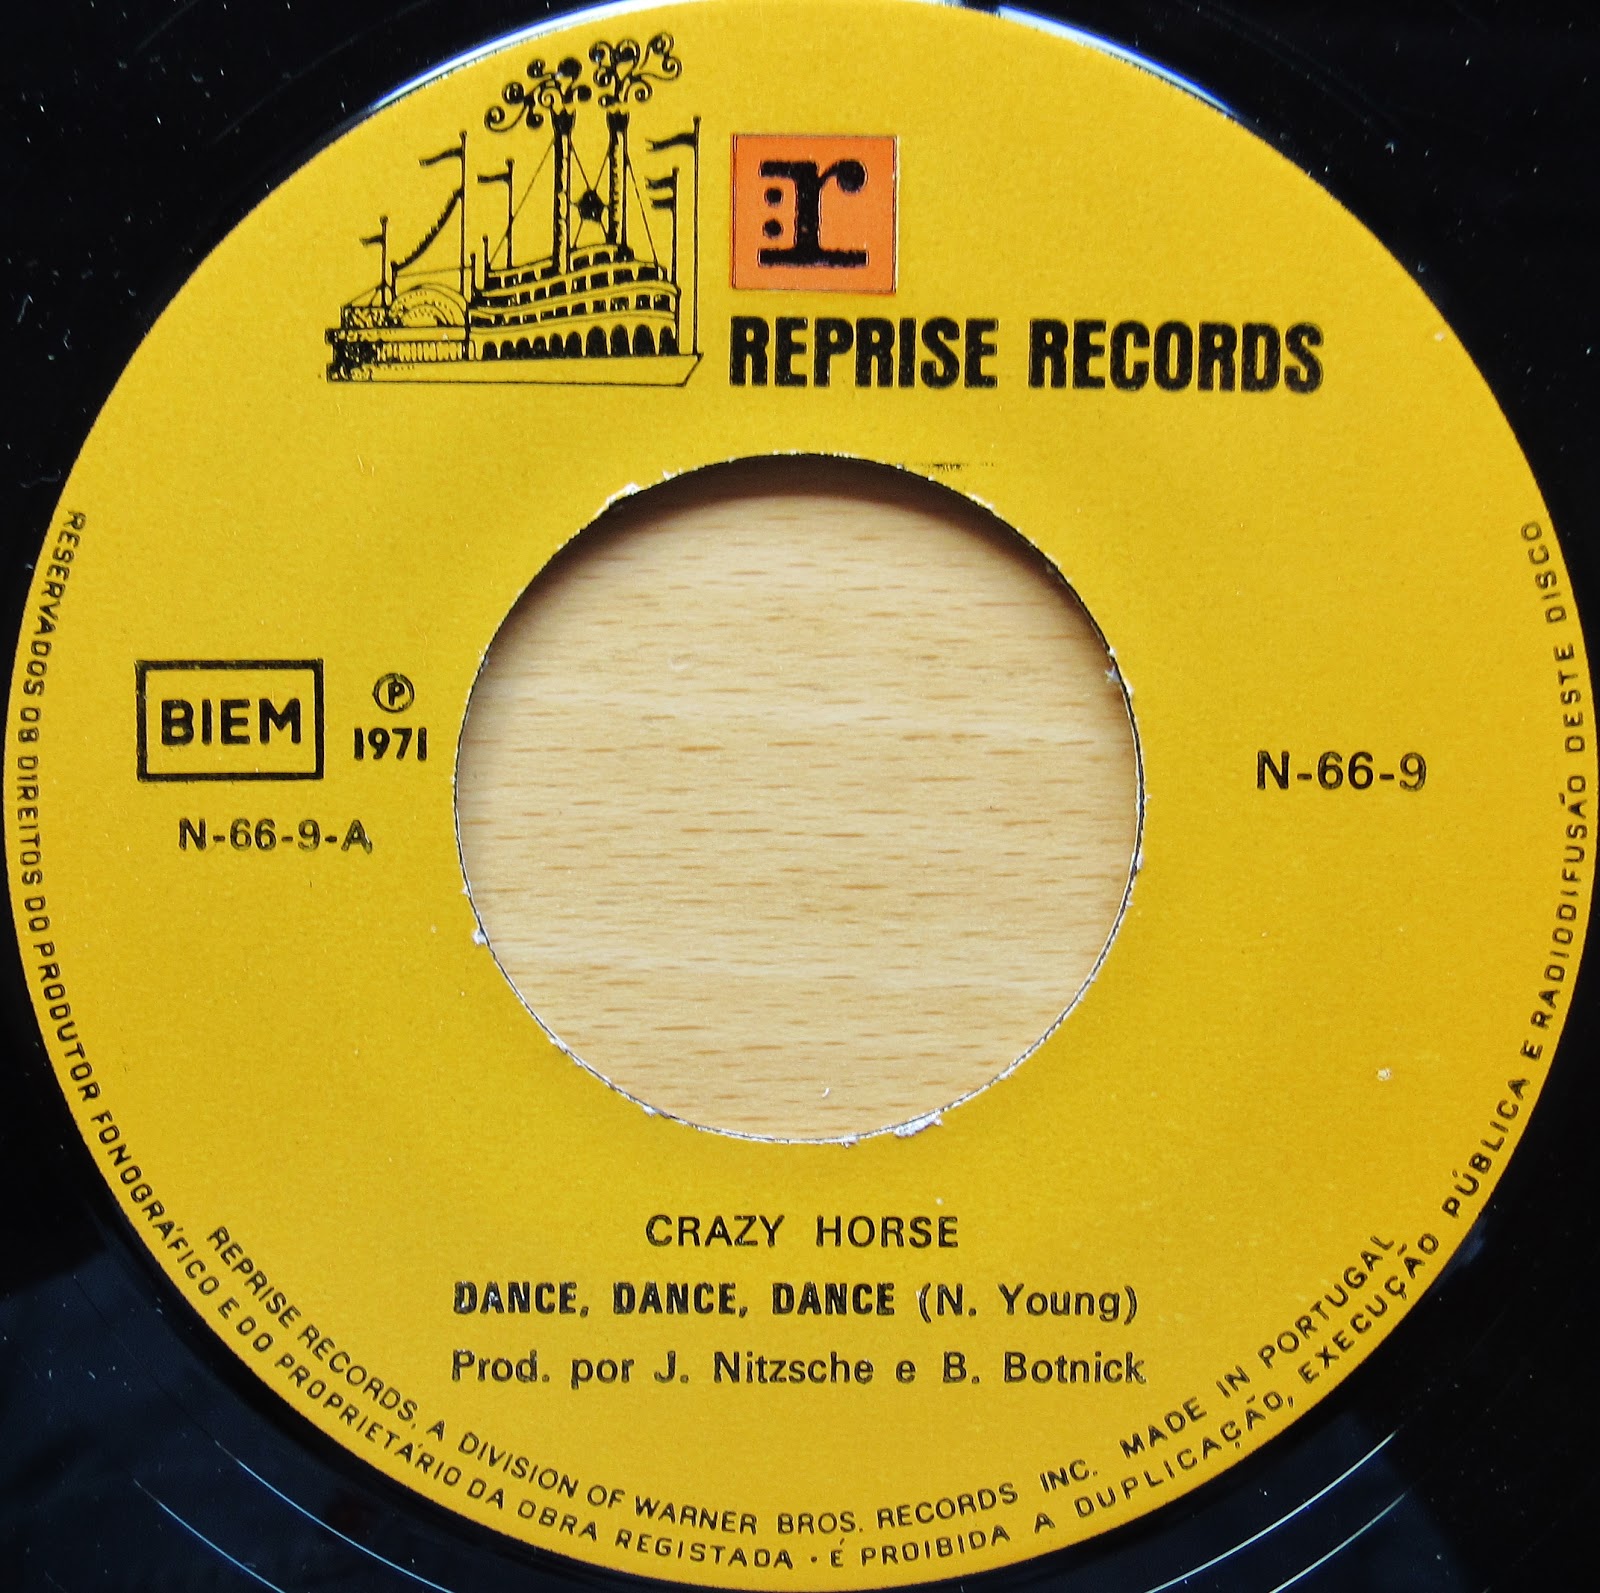 r:
REPRISE RECORDS
BIEM
℗
1971
N-66-9-A
N-66-9
CRAZY HORSE
DANCE, DANCE, DANCE (N. Young)
Prod. por J. Nitzsche e B. Botnick
REPRISE RECORDS, A DIVISION OF WARNER BROS. RECORDS INC. MADE IN PORTUGAL
RESERVADOS OS DIREITOS DO PRODUTOR FONOGRÁFICO E DO PROPRIETÁRIO DA OBRA REGISTADA · É PROIBIDA A DUPLICAÇÃO, EXECUÇÃO PÚBLICA E RADIODIFUSÃO DESTE DISCO